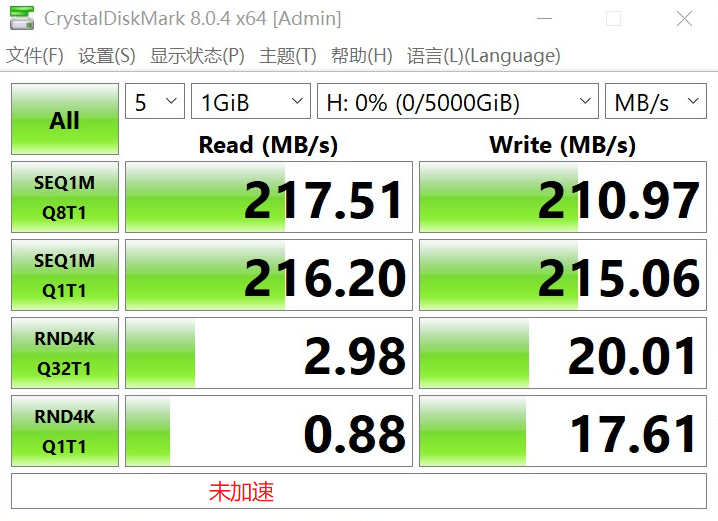 CrystalDiskMark 8.0.4 x64 [Admin]
文件(F) 设置(S) 显示状态(P) 主题(T) 帮助(H) 语言(L)(Language)
All 5 1GiB H: 0% (0/5000GiB) MB/s
Read (MB/s) Write (MB/s)
SEQ1M
Q8T1
217.51 210.97
SEQ1M
Q1T1
216.20 215.06
RND4K
Q32T1
2.98 20.01
RND4K
Q1T1
0.88 17.61
未加速